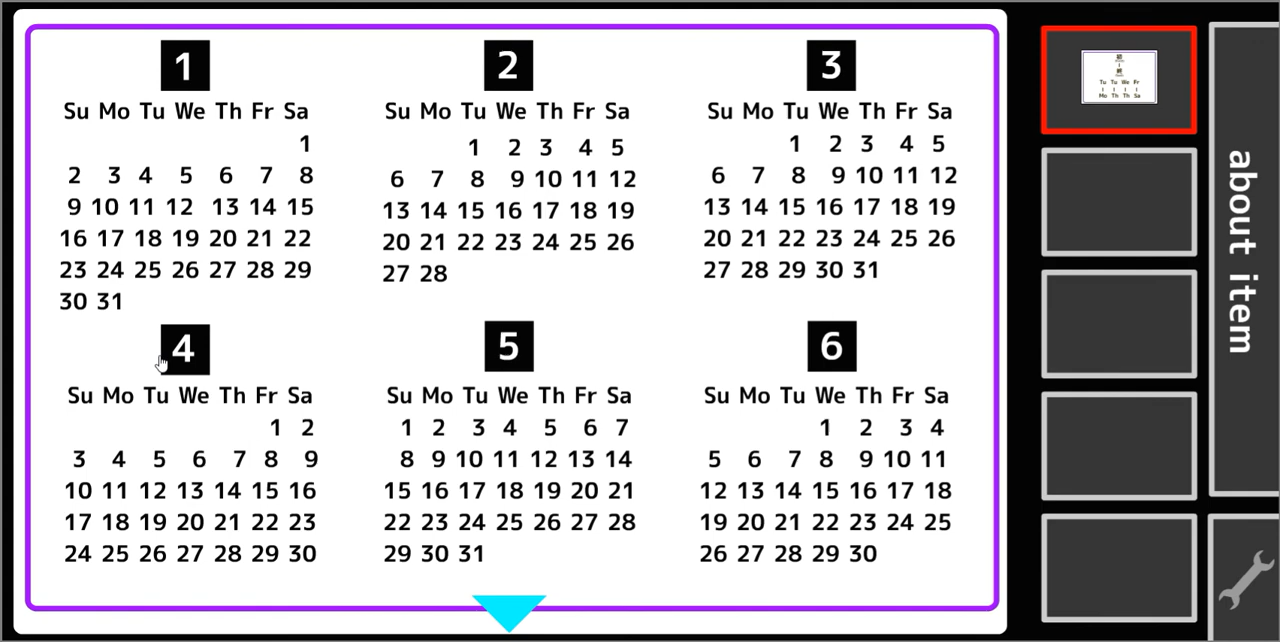 1
Su Mo Tu We Th Fr Sa
1
2 3 4 5 6 7 8
9 10 11 12 13 14 15
16 17 18 19 20 21 22
23 24 25 26 27 28 29
30 31
2
Su Mo Tu We Th Fr Sa
1 2 3 4 5
6 7 8 9 10 11 12
13 14 15 16 17 18 19
20 21 22 23 24 25 26
27 28
3
Su Mo Tu We Th Fr Sa
1 2 3 4 5
6 7 8 9 10 11 12
13 14 15 16 17 18 19
20 21 22 23 24 25 26
27 28 29 30 31
4
Su Mo Tu We Th Fr Sa
1 2
3 4 5 6 7 8 9
10 11 12 13 14 15 16
17 18 19 20 21 22 23
24 25 26 27 28 29 30
5
Su Mo Tu We Th Fr Sa
1 2 3 4 5 6 7
8 9 10 11 12 13 14
15 16 17 18 19 20 21
22 23 24 25 26 27 28
29 30 31
6
Su Mo Tu We Th Fr Sa
1 2 3 4
5 6 7 8 9 10 11
12 13 14 15 16 17 18
19 20 21 22 23 24 25
26 27 28 29 30
Tu Tu We Fr
Mo Th Th Sa
about item